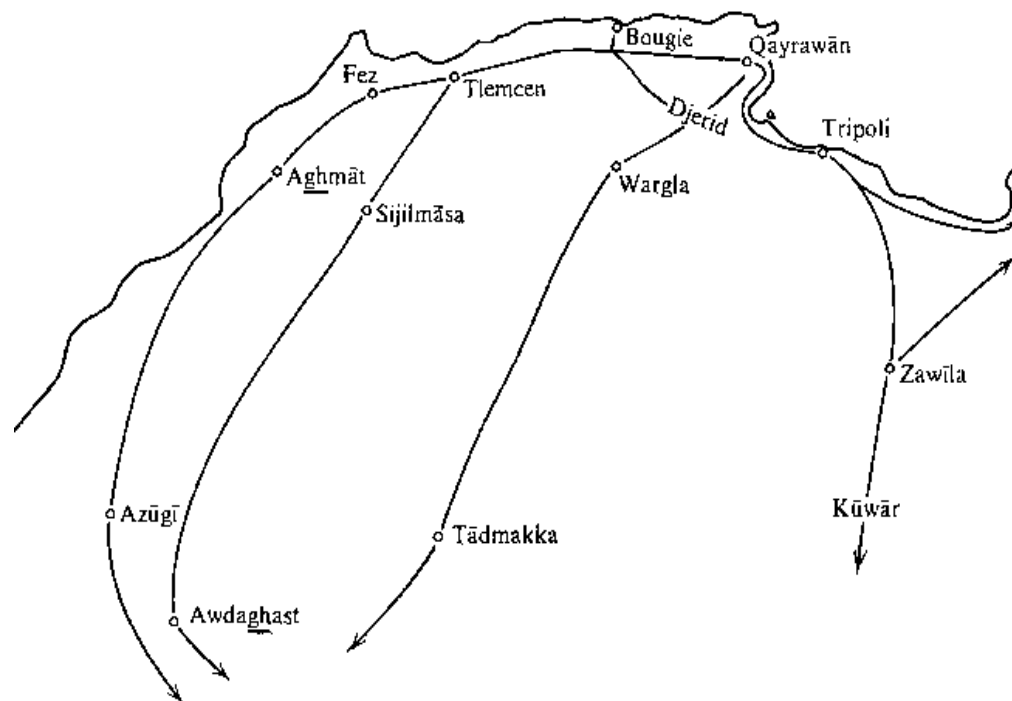 Bougie
Qayrawān
Fez
Tlemcen
Djerid
Tripoli
Aghmāt
Wargla
Sijilmāsa
Zawīla
Kūwār
Azūgī
Tādmakka
Awdaghast